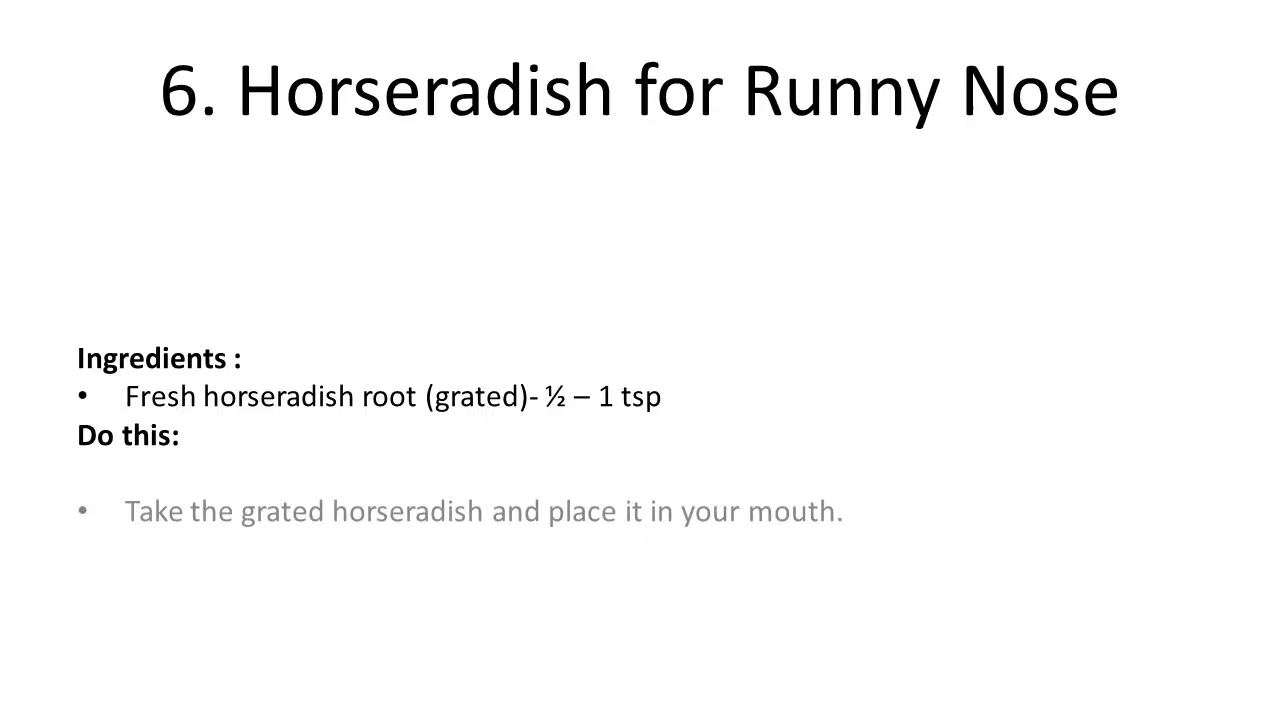 6. Horseradish for Runny Nose
Ingredients :
• Fresh horseradish root (grated)- ½ – 1 tsp
Do this:
• Take the grated horseradish and place it in your mouth.